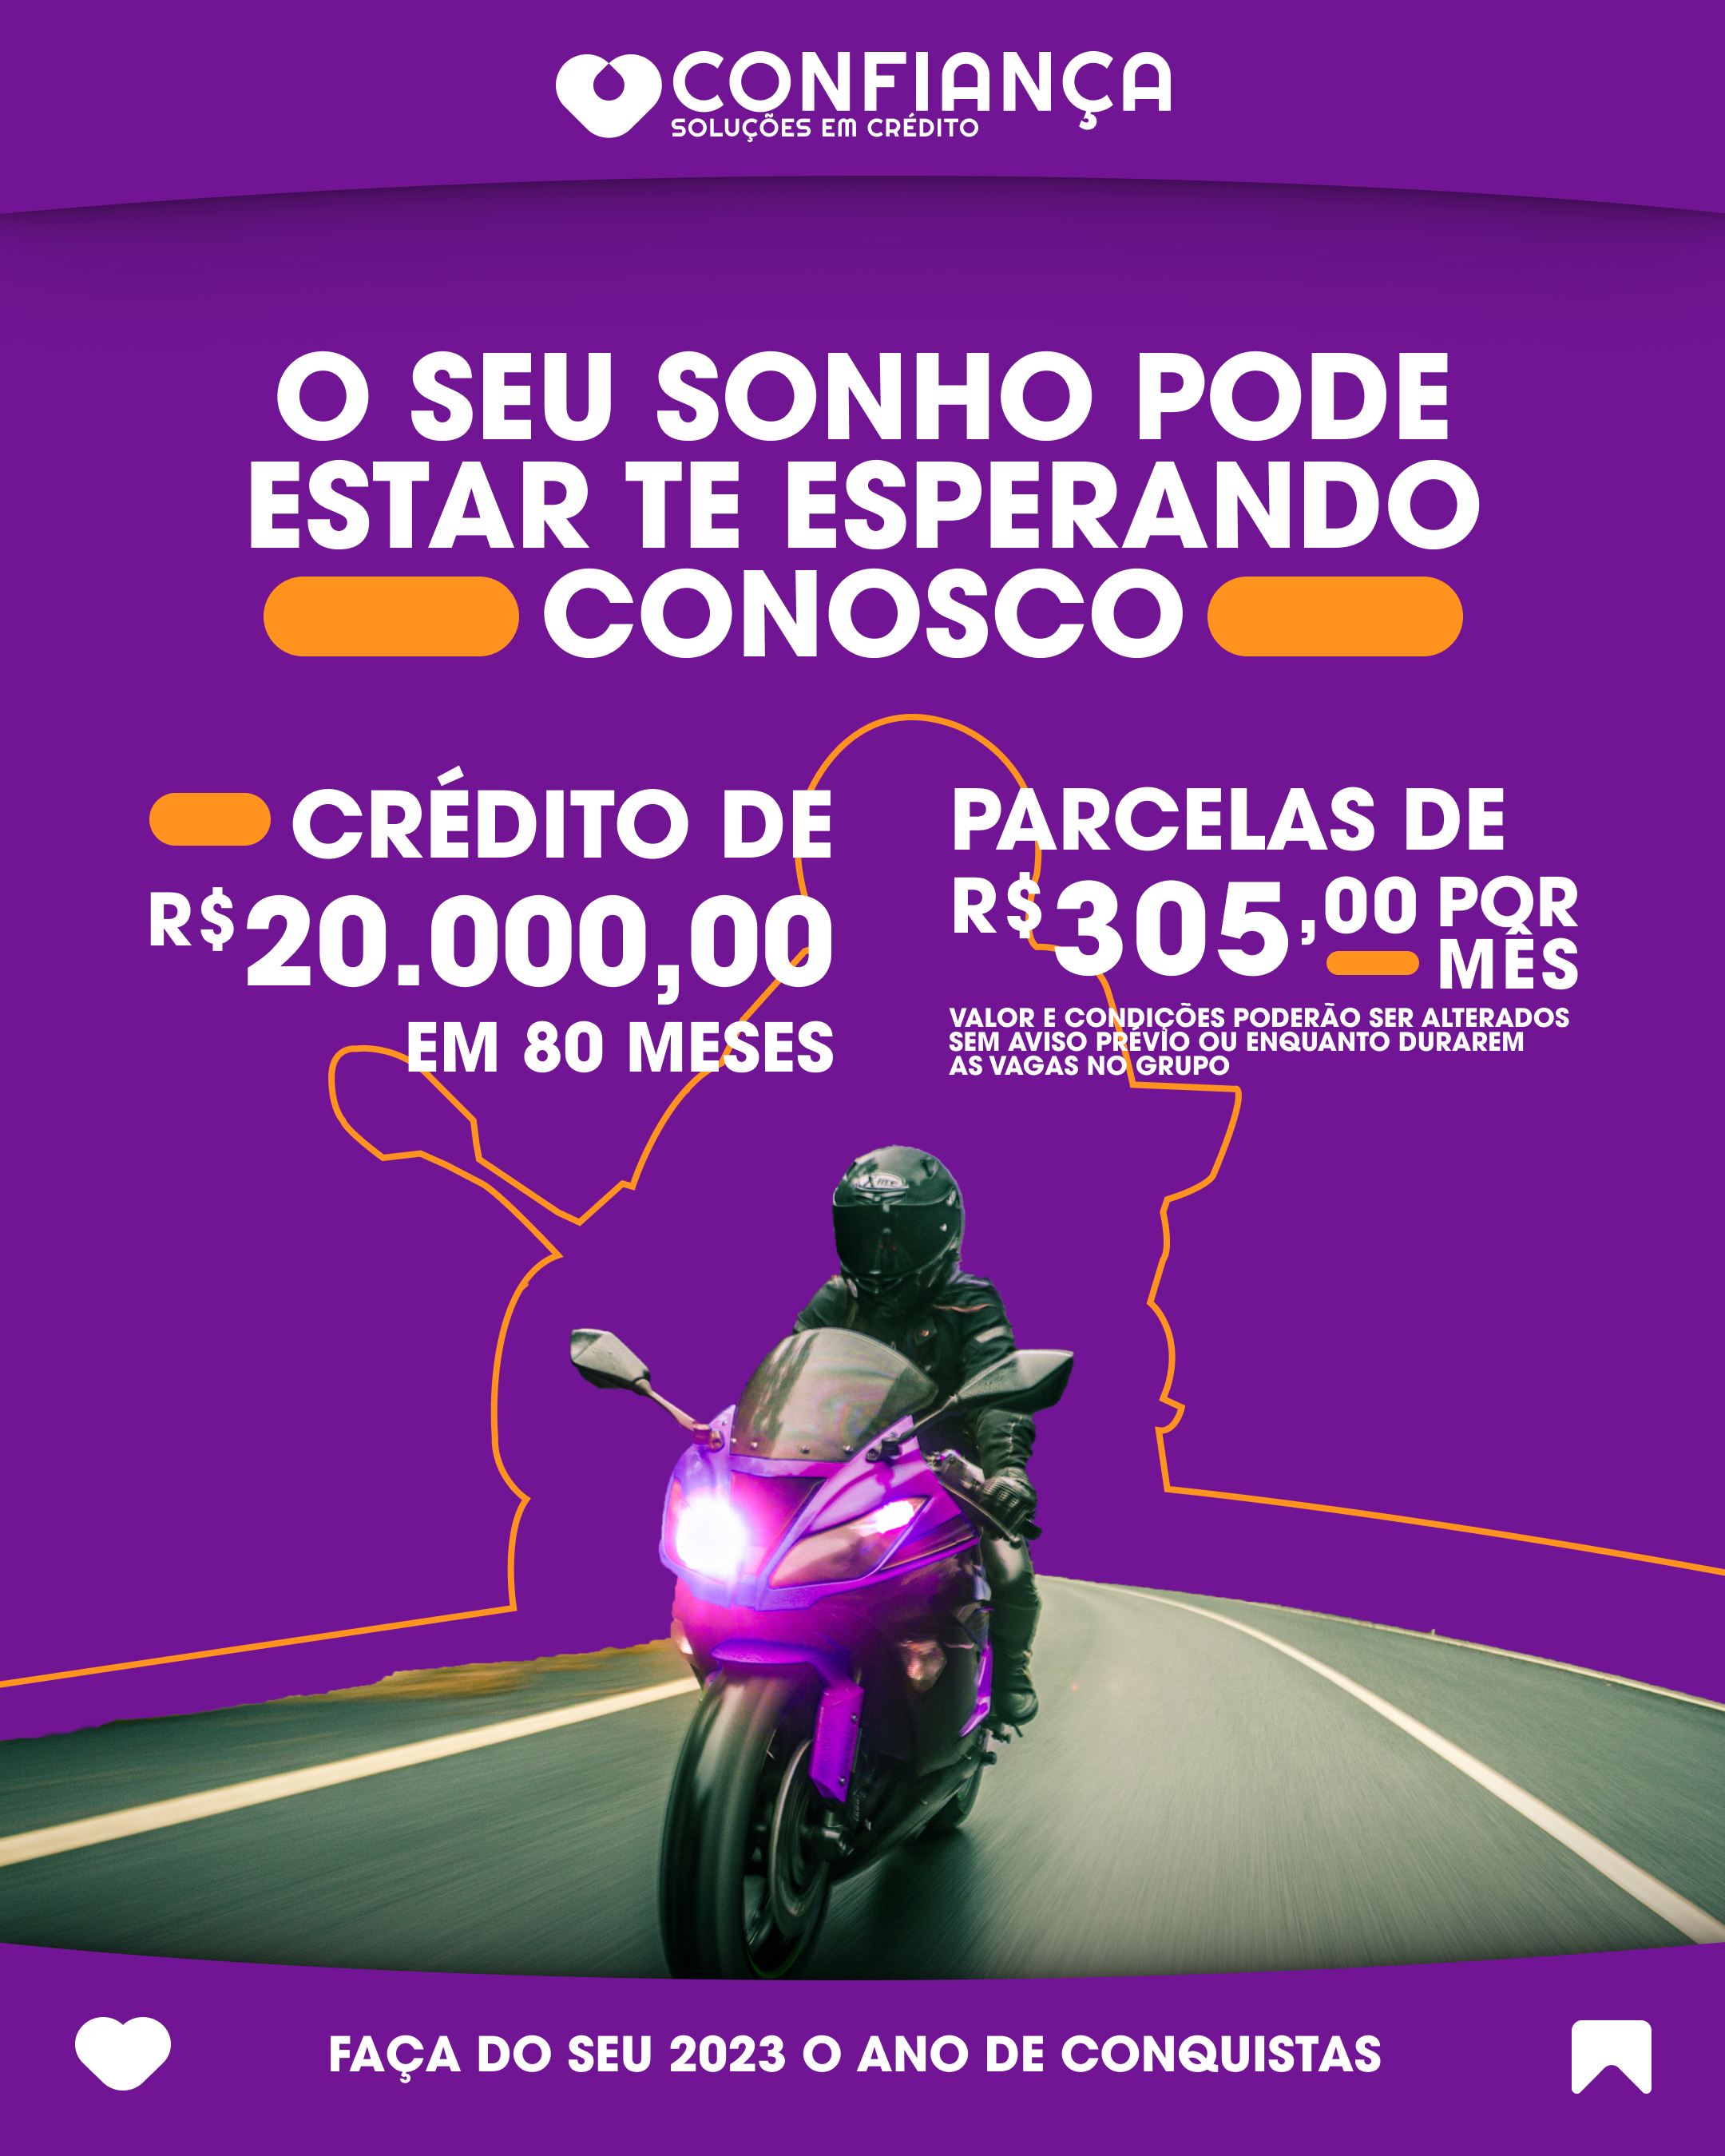 CONFIANÇA
SOLUÇÕES EM CRÉDITO
O SEU SONHO PODE
ESTAR TE ESPERANDO
CONOSCO
CRÉDITO DE
R$20.000,00
EM 80 MESES
PARCELAS DE
R$305,00 POR
MÊS
VALOR E CONDIÇÕES PODERÃO SER ALTERADOS
SEM AVISO PRÉVIO OU ENQUANTO DURAREM
AS VAGAS NO GRUPO
FAÇA DO SEU 2023 O ANO DE CONQUISTAS